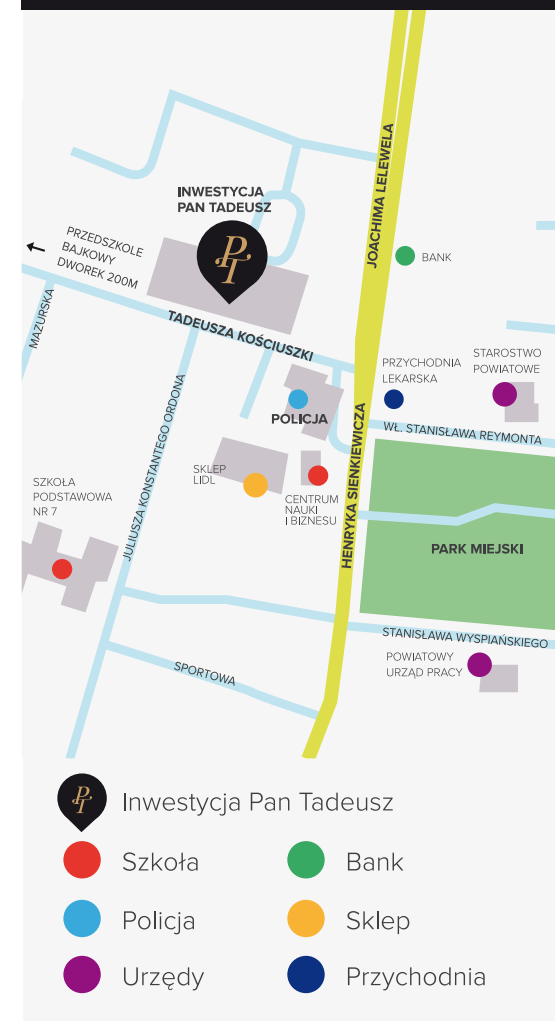 JOACHIMA LELEWELA
INWESTYCJA
PAN TADEUSZ
PT
PRZEDSZKOLE
BAJKOWY
DWOREK 200M
BANK
MAZURSKA
TADEUSZA KOŚCIUSZKI
PRZYCHODNIA
LEKARSKA
STAROSTWO
POWIATOWE
POLICJA
WŁ. STANISŁAWA REYMONTA
JULIUSZA KONSTANTEGO ORDONA
HENRYKA SIENKIEWICZA
SKLEP
LIDL
SZKOŁA
PODSTAWOWA
NR 7
CENTRUM
NAUKI
I BIZNESU
PARK MIEJSKI
STANISŁAWA WYSPIAŃSKIEGO
POWIATOWY
URZĄD PRACY
SPORTOWA
PT Inwestycja Pan Tadeusz
Szkoła
Bank
Policja
Sklep
Urzędy
Przychodnia